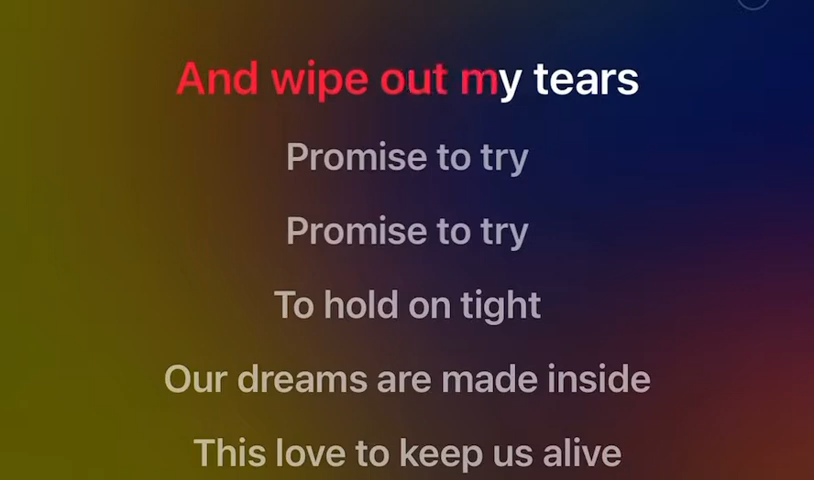 And wipe out my tears
Promise to try
Promise to try
To hold on tight
Our dreams are made inside
This love to keep us alive